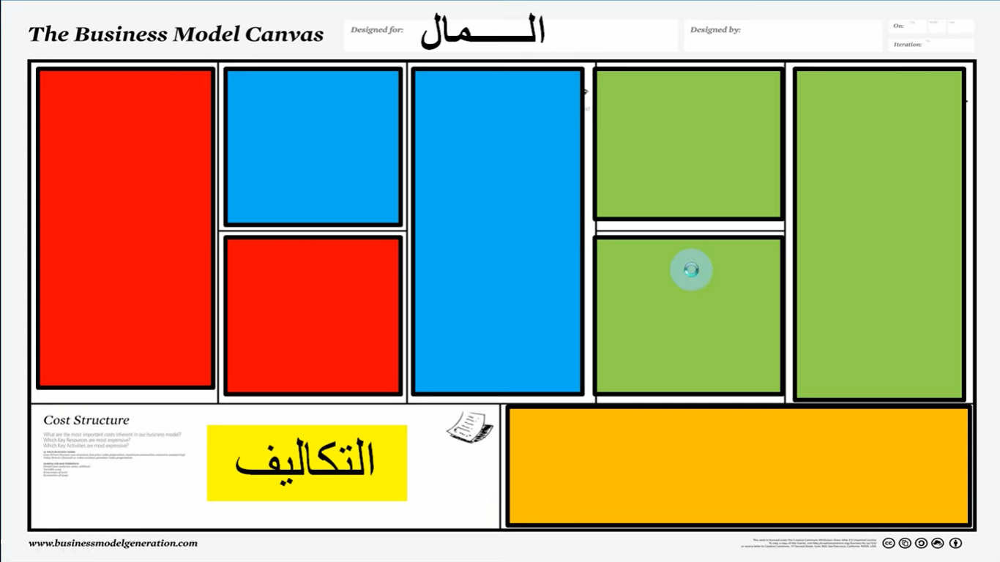 The Business Model Canvas
Designed for:
المال
Designed by:
On:
Iteration:
Cost Structure
What are the most important costs inherent in our business model?
Which Key Resources are most expensive?
Which Key Activities are most expensive?
التكاليف
www.businessmodelgeneration.com